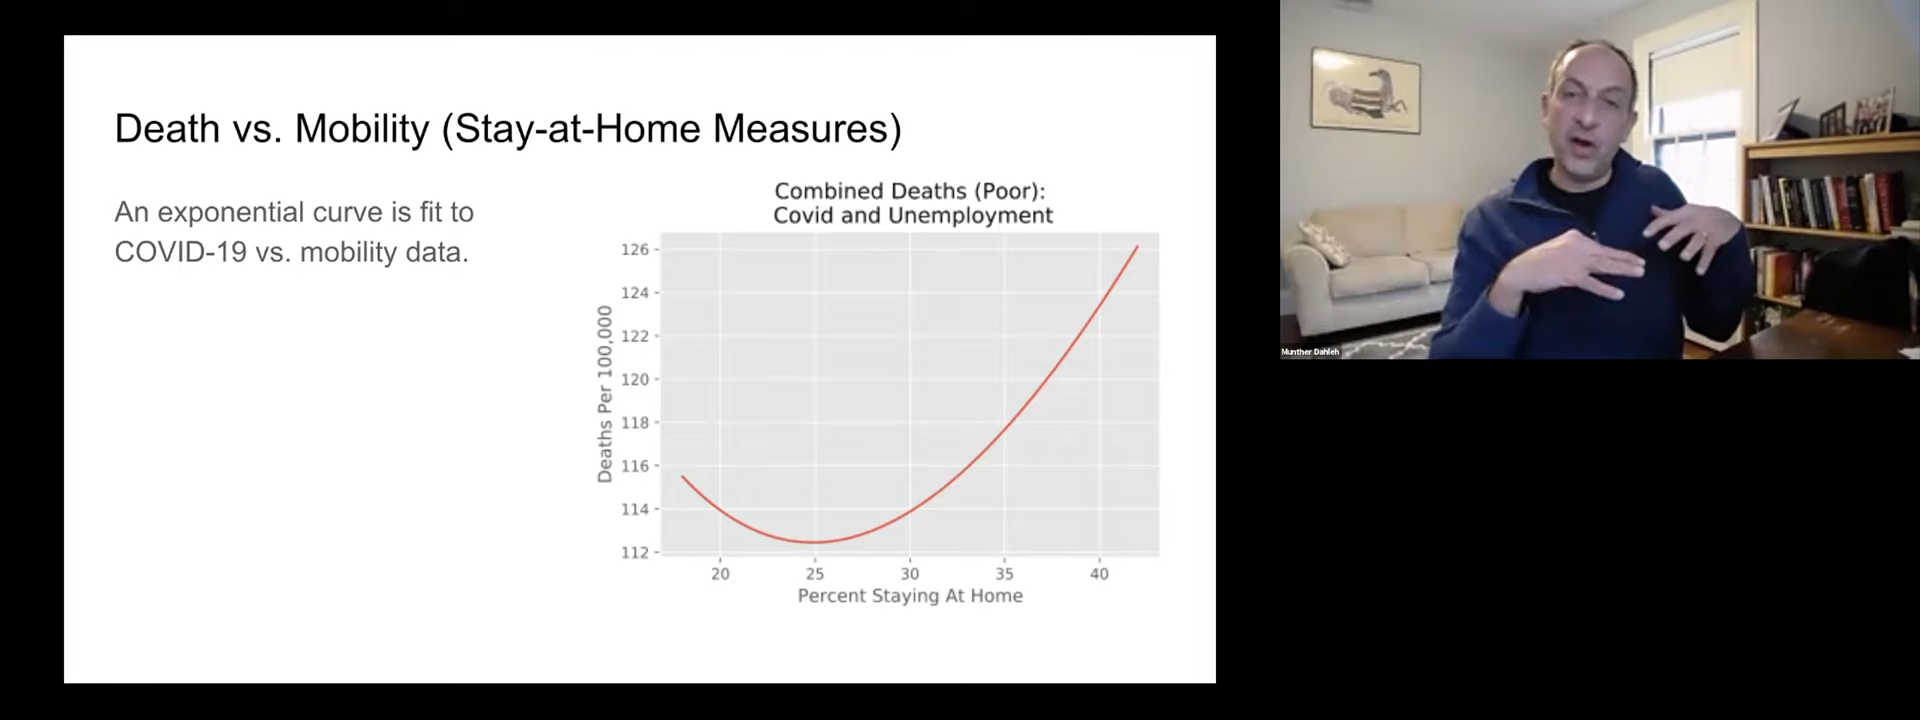 Death vs. Mobility (Stay-at-Home Measures)
An exponential curve is fit to
COVID-19 vs. mobility data.
Combined Deaths (Poor):
Covid and Unemployment
Deaths Per 100,000
126
124
122
120
118
116
114
112
20 25 30 35 40
Percent Staying At Home
Munther Dahleh